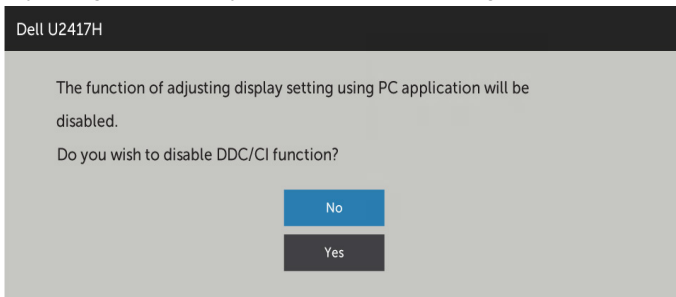 Dell U2417H
The function of adjusting display setting using PC application will be
disabled.
Do you wish to disable DDC/CI function?
No
Yes